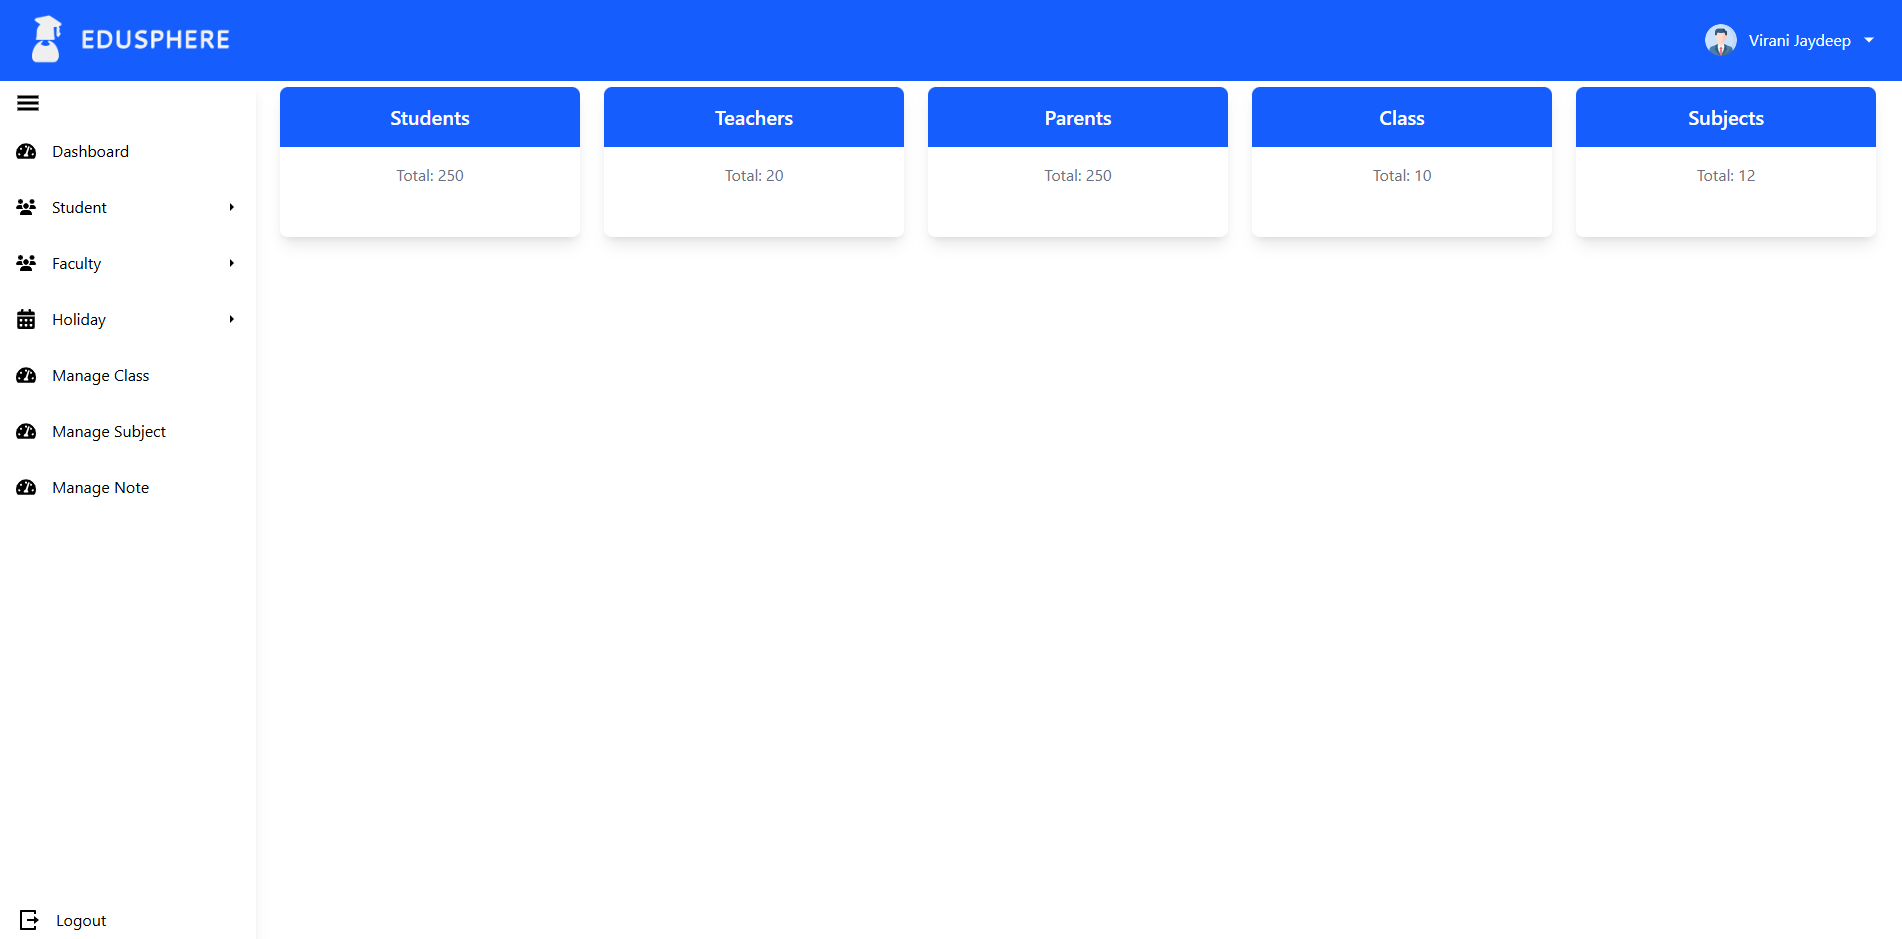 EDUSPHERE
Virani Jaydeep
Dashboard
Student
Faculty
Holiday
Manage Class
Manage Subject
Manage Note
Logout
Students
Total: 250
Teachers
Total: 20
Parents
Total: 250
Class
Total: 10
Subjects
Total: 12